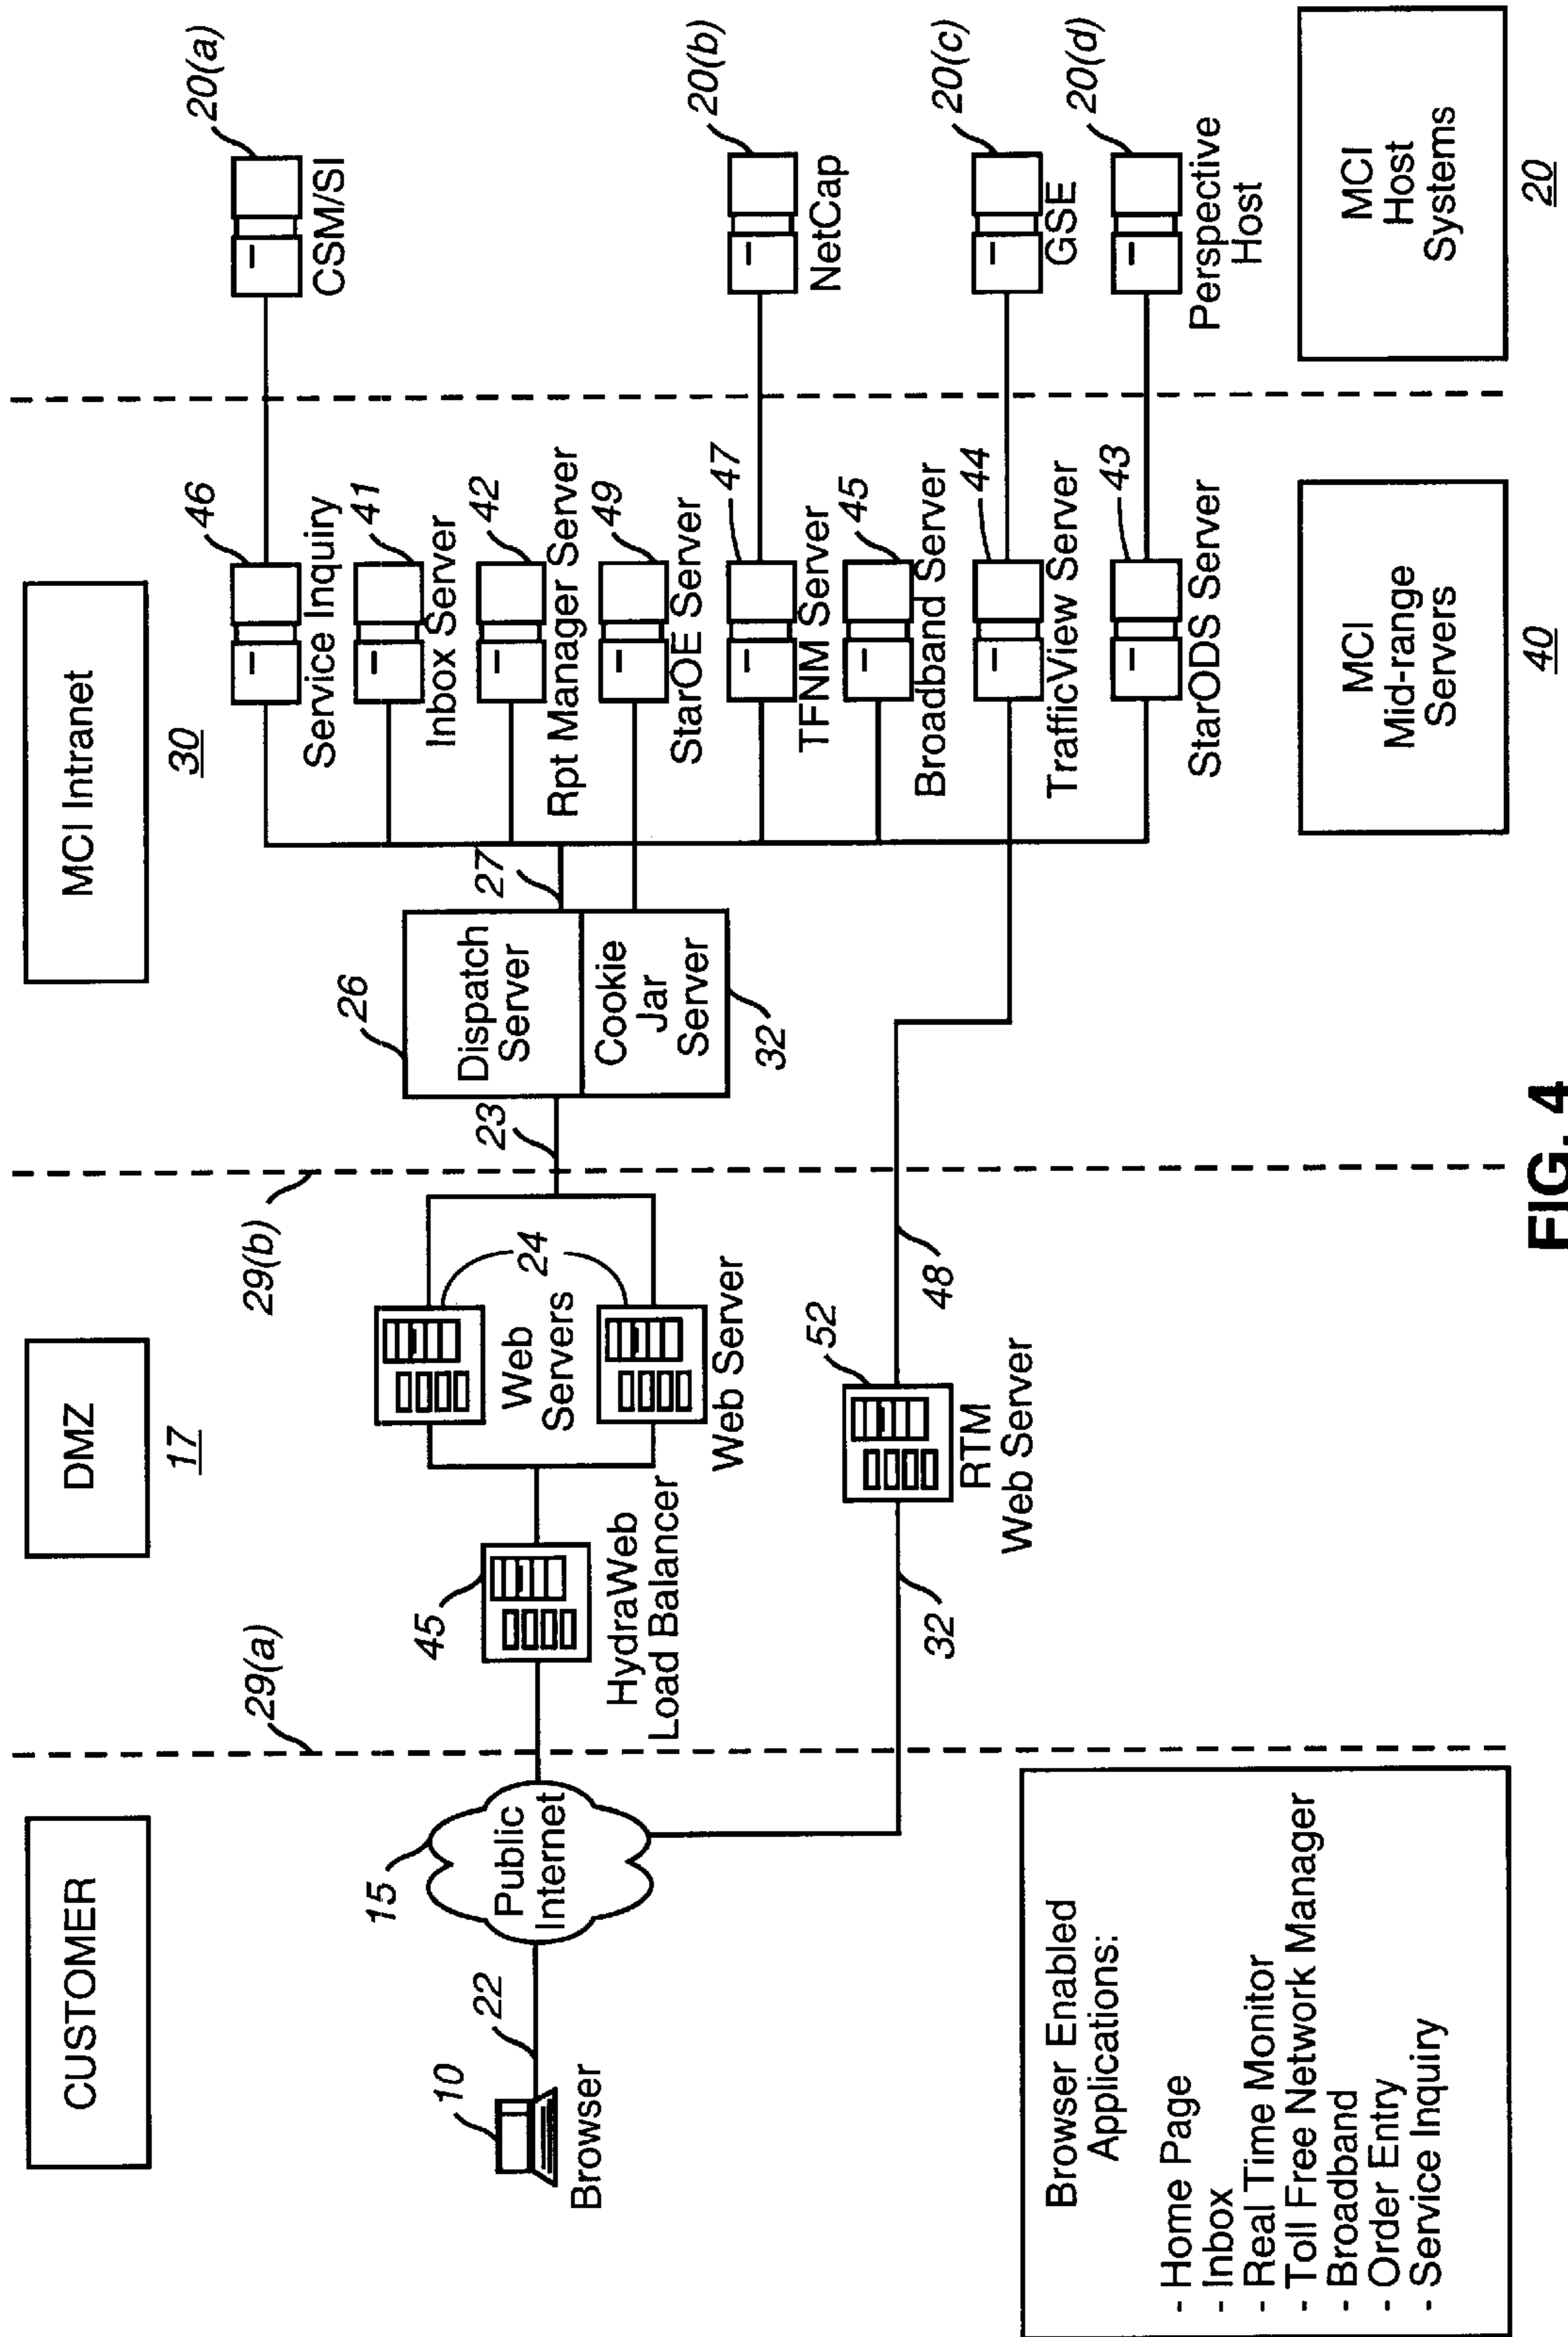 CUSTOMER
DMZ
17
MCI Intranet
30
29(a)
29(b)
10
Browser
22
15
Public
Internet
45
HydraWeb
Load Balancer
24
Web
Servers
Web Server
23
26
Dispatch
Server
Cookie
Jar
Server
32
27
32
52
RTM
Web Server
48
46
Service Inquiry
41
Inbox Server
42
Rpt Manager Server
49
StarOE Server
47
TFNM Server
45
Broadband Server
44
TrafficView Server
43
StarODS Server
20(a)
CSM/SI
20(b)
NetCap
20(c)
GSE
20(d)
Perspective
Host
Browser Enabled
Applications:
- Home Page
- Inbox
- Real Time Monitor
- Toll Free Network Manager
- Broadband
- Order Entry
- Service Inquiry
MCI
Mid-range
Servers
40
MCI
Host
Systems
20
FIG. 4